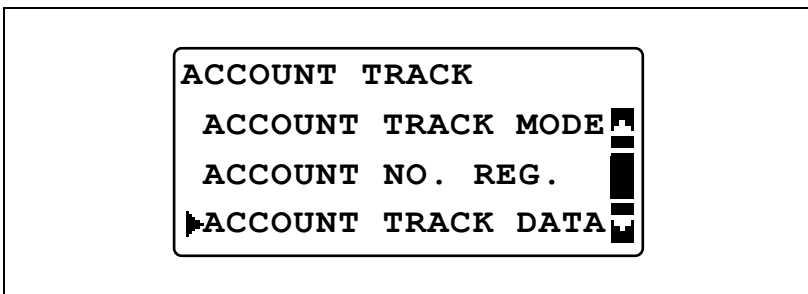 ACCOUNT TRACK
ACCOUNT TRACK MODE
ACCOUNT NO. REG.
ACCOUNT TRACK DATA